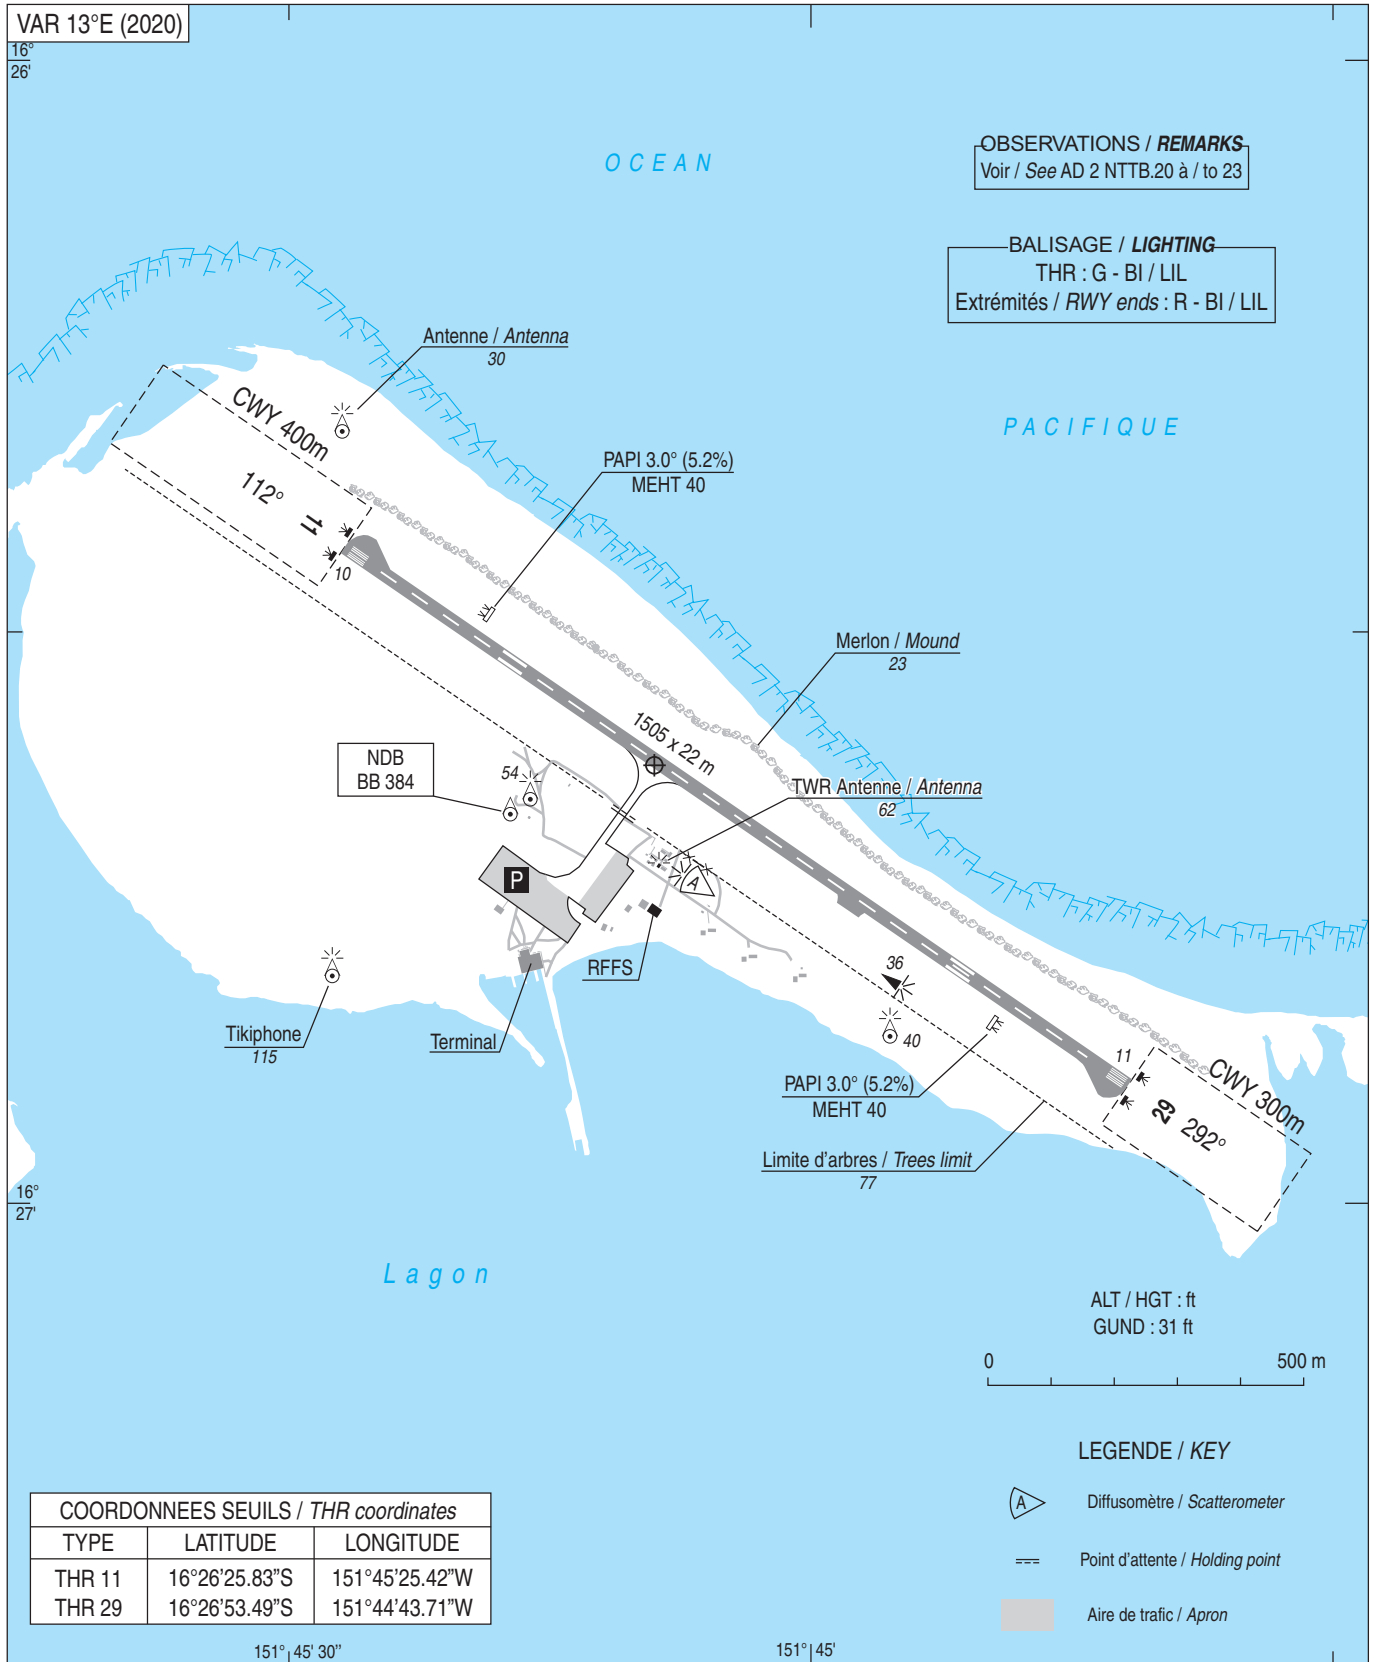 VAR 13°E (2020)
16°
26'
OCEAN
OBSERVATIONS / REMARKS
Voir / See AD 2 NTTB.20 à / to 23
BALISAGE / LIGHTING
THR : G - BI / LIL
Extrémités / RWY ends : R - BI / LIL
Antenne / Antenna
30
CWY 400m
PACIFIQUE
PAPI 3.0° (5.2%)
MEHT 40
112°
11
10
Merlon / Mound
23
1505 x 22 m
NDB
BB 384
54
TWR Antenne / Antenna
62
P
A
RFFS
36
Tikiphone
115
Terminal
40
11
CWY 300m
PAPI 3.0° (5.2%)
MEHT 40
29
292°
Limite d'arbres / Trees limit
77
16°
27'
Lagon
ALT / HGT : ft
GUND : 31 ft
0 500 m
LEGENDE / KEY
A Diffusomètre / Scatterometer
Point d'attente / Holding point
Aire de trafic / Apron
COORDONNEES SEUILS / THR coordinates
TYPE LATITUDE LONGITUDE
THR 11 16°26'25.83"S 151°45'25.42"W
THR 29 16°26'53.49"S 151°44'43.71"W
151° 45' 30" 151° 45'